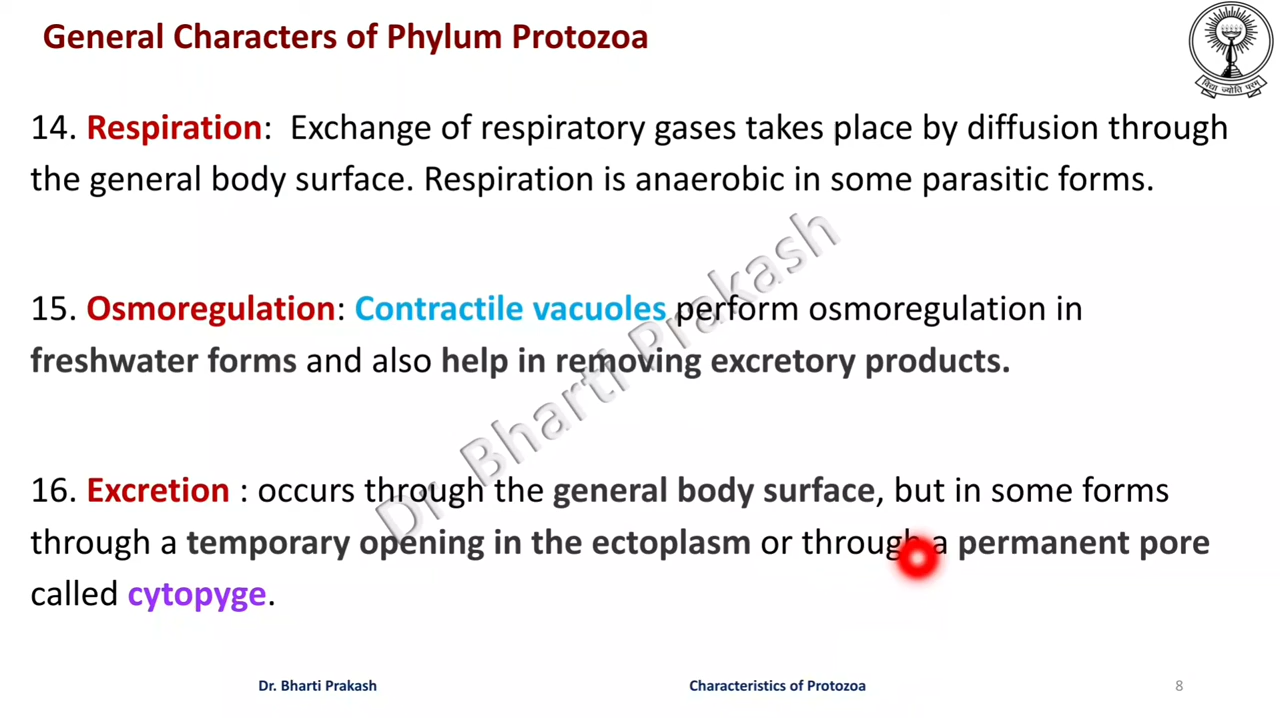 General Characters of Phylum Protozoa
विद्या ज्योति परम्
14. Respiration: Exchange of respiratory gases takes place by diffusion through
the general body surface. Respiration is anaerobic in some parasitic forms.
15. Osmoregulation: Contractile vacuoles perform osmoregulation in
freshwater forms and also help in removing excretory products.
16. Excretion : occurs through the general body surface, but in some forms
through a temporary opening in the ectoplasm or through a permanent pore
called cytopyge.
Dr. Bharti Prakash
Dr. Bharti Prakash
Characteristics of Protozoa
8